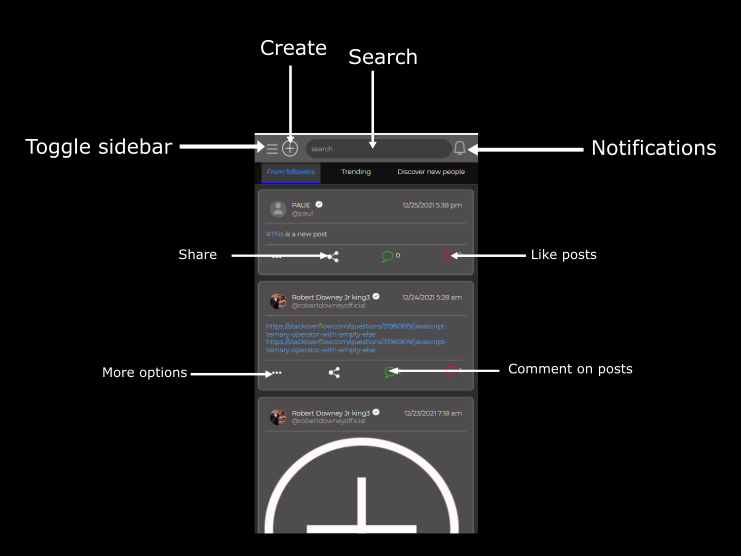 Create
Search
Toggle sidebar
search
Notifications
From followers Trending Discover new people
PAUE 12/25/2021 5:38 pm
@paul
#This is a new post
Share
0
Like posts
Robert Downey Jr king3 12/24/2021 5:28 am
@robertdowneyofficial
https://stackoverflow.com/questions/31960619/javascript-
ternary-operator-with-empty-else
https://stackoverflow.com/questions/31960619/javascript-
ternary-operator-with-empty-else
More options
Comment on posts
Robert Downey Jr king3 12/23/2021 7:18 am
@robertdowneyofficial